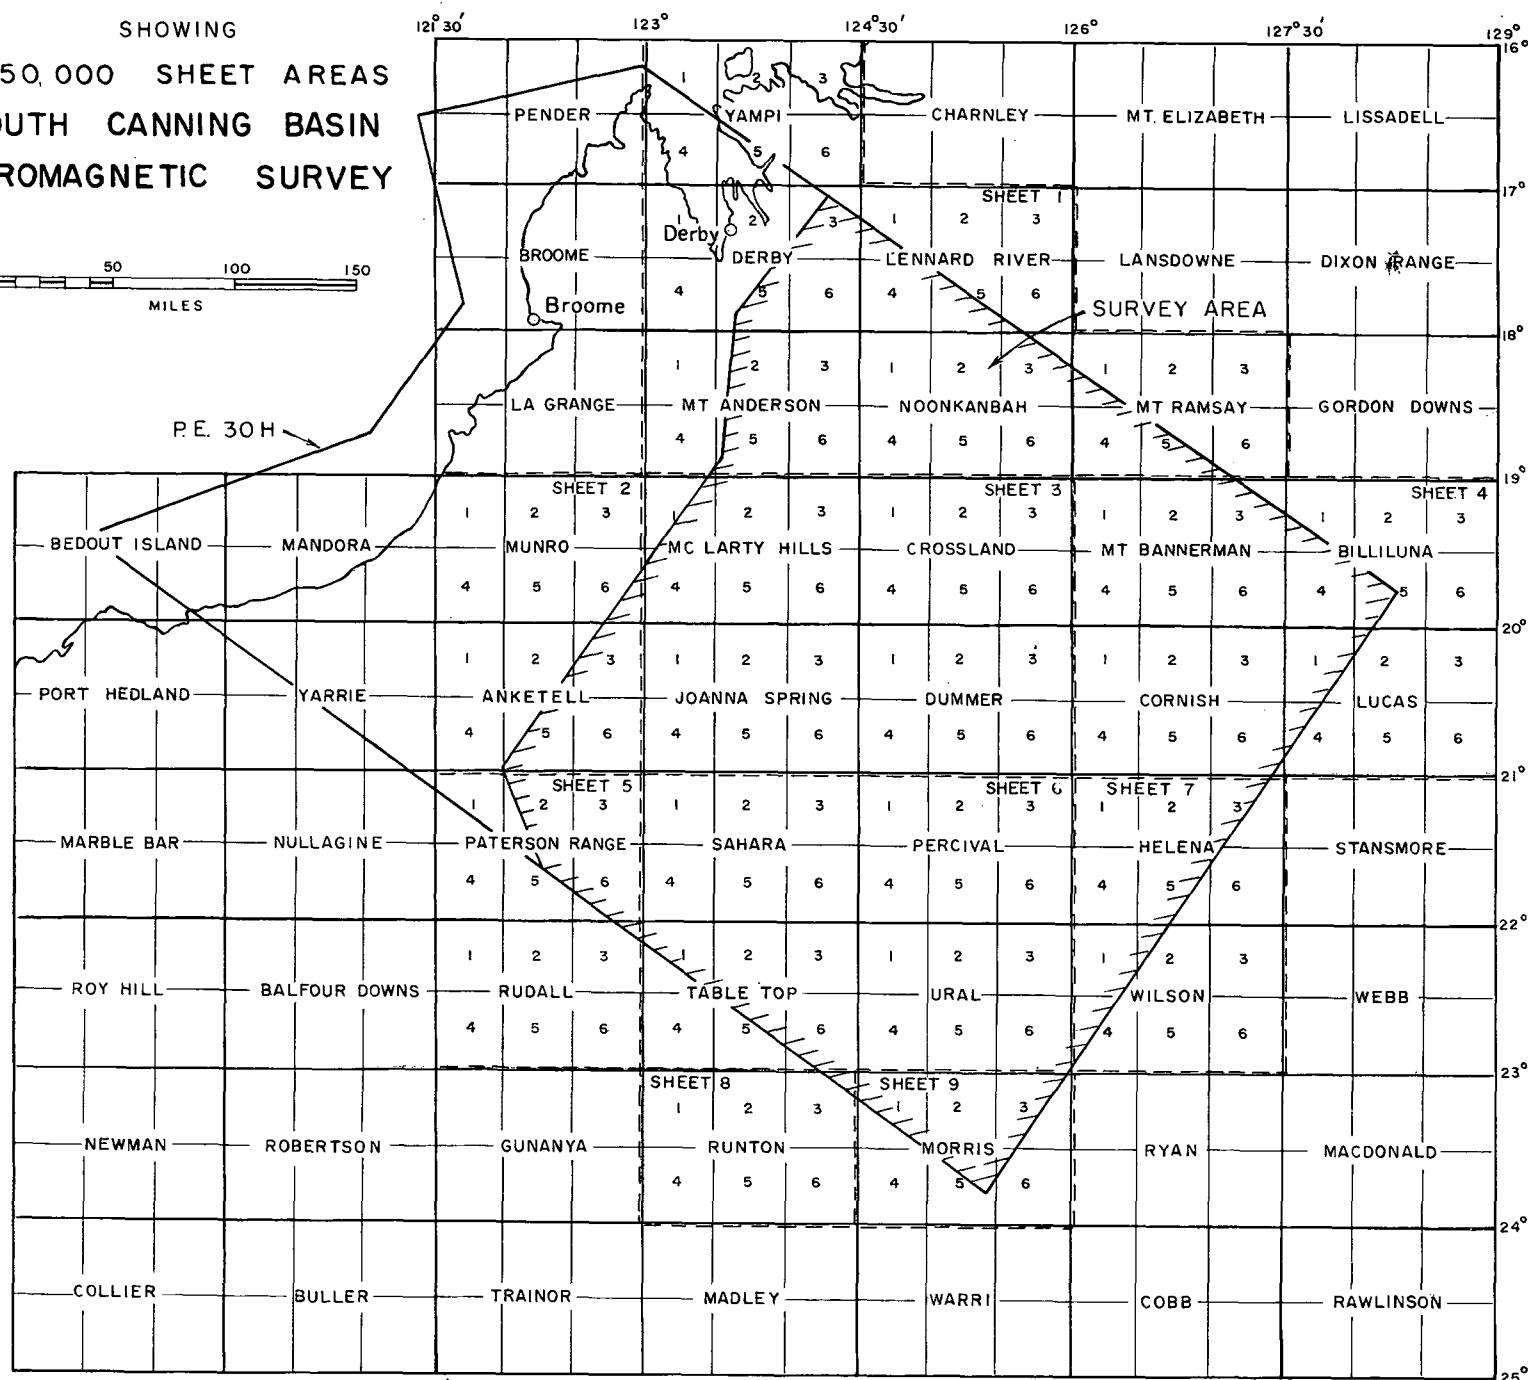 SHOWING
50,000 SHEET AREAS
UTH CANNING BASIN
ROMAGNETIC SURVEY
50 100 150
MILES
121°30' 123° 124°30' 126° 127°30' 129°
16°
1 2 3
PENDER YAMPI CHARNLEY MT. ELIZABETH LISSADELL
4 5 6
17°
SHEET 1
1 2 3 1 2 3
Derby
BROOME DERBY LENNARD RIVER LANSDOWNE DIXON RANGE
4 5 6 4 5 6
Broome
SURVEY AREA
18°
1 2 3 1 2 3 1 2 3
LA GRANGE MT ANDERSON NOONKANBAH MT RAMSAY GORDON DOWNS
P.E. 30H
4 5 6 4 5 6 4 5 6
19°
SHEET 2 SHEET 3 SHEET 4
1 2 3 1 2 3 1 2 3 1 2 3 1 2 3
BEDOUT ISLAND MANDORA MUNRO MC LARTY HILLS CROSSLAND MT BANNERMAN BILLILUNA
4 5 6 4 5 6 4 5 6 4 5 6 4 5 6
20°
1 2 3 1 2 3 1 2 3 1 2 3 1 2 3
PORT HEDLAND YARRIE ANKETELL JOANNA SPRING DUMMER CORNISH LUCAS
4 5 6 4 5 6 4 5 6 4 5 6 4 5 6
21°
SHEET 5 SHEET 6 SHEET 7
1 2 3 1 2 3 1 2 3 1 2 3
MARBLE BAR NULLAGINE PATERSON RANGE SAHARA PERCIVAL HELENA STANSMORE
4 5 6 4 5 6 4 5 6 4 5 6
22°
1 2 3 1 2 3 1 2 3 1 2 3
ROY HILL BALFOUR DOWNS RUDALL TABLE TOP URAL WILSON WEBB
4 5 6 4 5 6 4 5 6 4 5 6
23°
SHEET 8 SHEET 9
1 2 3 1 2 3
NEWMAN ROBERTSON GUNANYA RUNTON MORRIS RYAN MACDONALD
4 5 6 4 5 6
24°
COLLIER BULLER TRAINOR MADLEY WARRI COBB RAWLINSON
25°